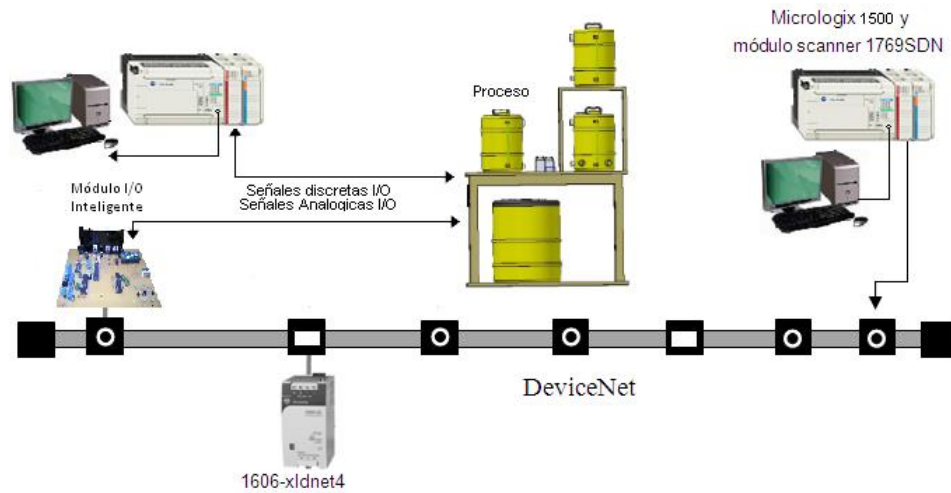 Micrologix 1500 y
módulo scanner 1769SDN
Proceso
Señales discretas I/O
Señales Analogicas I/O
Módulo I/O
Inteligente
DeviceNet
1606-xldnet4